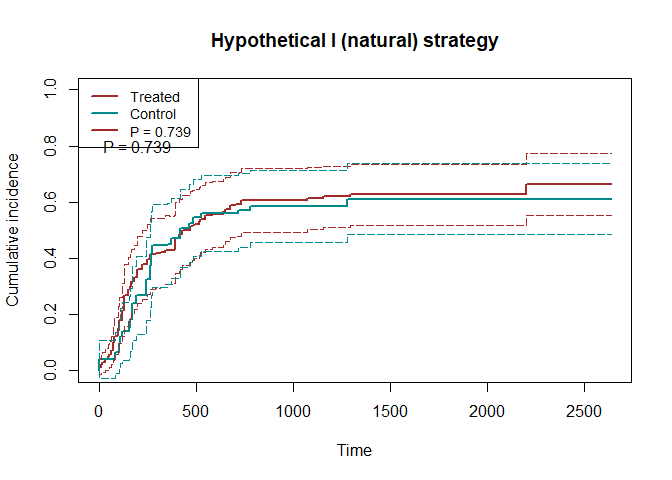 Hypothetical I (natural) strategy
Treated
Control
P = 0.739
P = 0.739
Cumulative incidence
1.0
0.8
0.6
0.4
0.2
0.0
0 500 1000 1500 2000 2500
Time